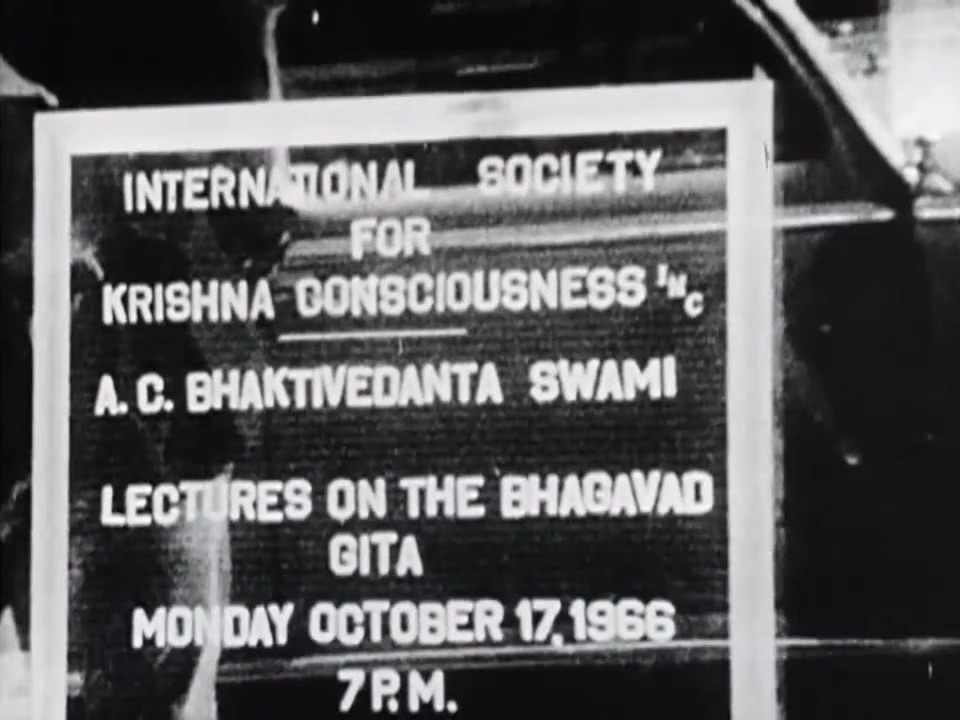 INTERNATIONAL SOCIETY
FOR
KRISHNA CONSCIOUSNESS INC
A. C. BHAKTIVEDANTA SWAMI
LECTURES ON THE BHAGAVAD
GITA
MONDAY OCTOBER 17, 1966
7 P.M.